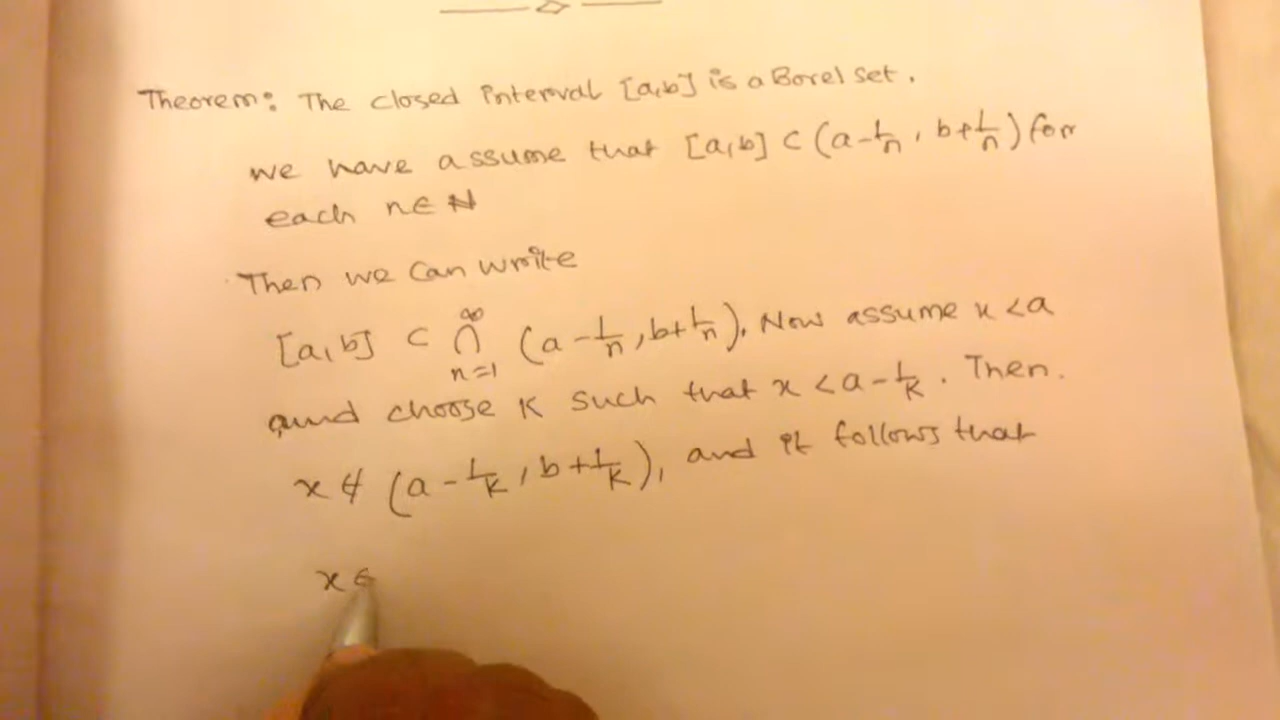 Theorem: The closed interval [a,b] is a Borel set.
we have assume that [a,b] ⊂ (a-1/n, b+1/n) for
each n∈ℕ
Then we can write
[a,b] ⊂ ∩_{n=1}^{∞} (a-1/n, b+1/n). Now assume x<a
and choose K such that x<a-1/K. Then.
x∉(a-1/K, b+1/K), and it follows that
x∈